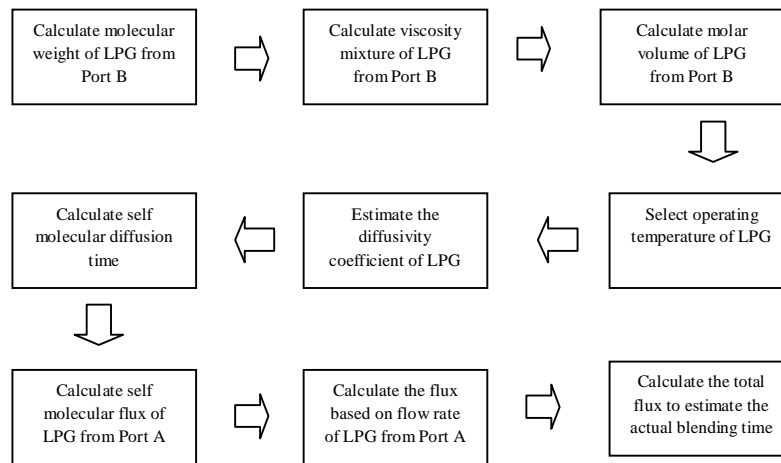 Calculate molecular
weight of LPG from
Port B
Calculate viscosity
mixture of LPG
from Port B
Calculate molar
volume of LPG
from Port B
Select operating
temperature of LPG
Estimate the
diffusivity
coefficient of LPG
Calculate self
molecular diffusion
time
Calculate self
molecular flux of
LPG from Port A
Calculate the flux
based on flow rate
of LPG from Port A
Calculate the total
flux to estimate the
actual blending time